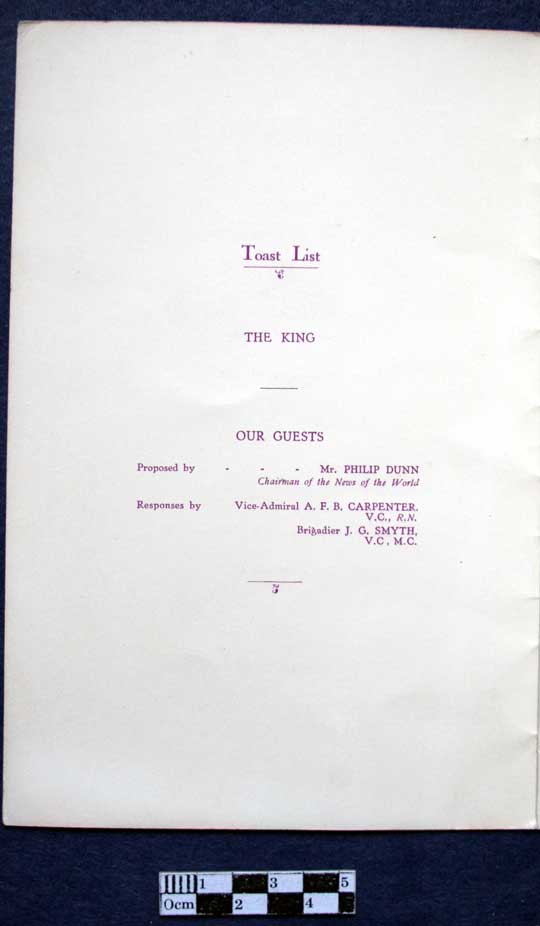 Toast List
THE KING
OUR GUESTS
Proposed by - - - Mr. PHILIP DUNN
Chairman of the News of the World
Responses by Vice-Admiral A. F. B. CARPENTER.
V.C., R.N.
Brigadier J. G. SMYTH,
V.C., M.C.
1 3 5
0cm 2 4